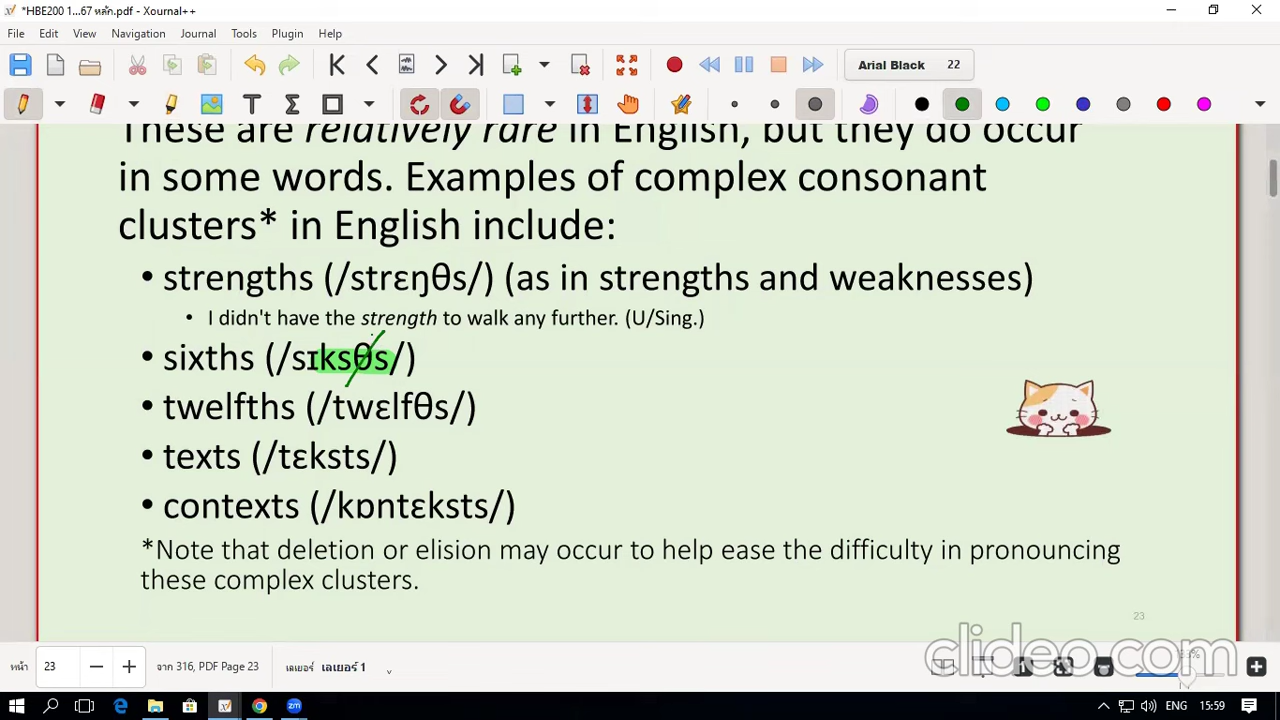 *HBE200 1...67 หลัก.pdf - Xournal++
File Edit View Navigation Journal Tools Plugin Help
Arial Black 22
These are relatively rare in English, but they do occur
in some words. Examples of complex consonant
clusters* in English include:
• strengths (/strɛŋθs/) (as in strengths and weaknesses)
• I didn't have the strength to walk any further. (U/Sing.)
• sixths (/sɪksθs/)
• twelfths (/twɛlfθs/)
• texts (/tɛksts/)
• contexts (/kɒntɛksts/)
*Note that deletion or elision may occur to help ease the difficulty in pronouncing
these complex clusters.
23
หน้า 23 จาก 316, PDF Page 23 เลเยอร์ เลเยอร์ 1
clideo.com
ENG 15:59